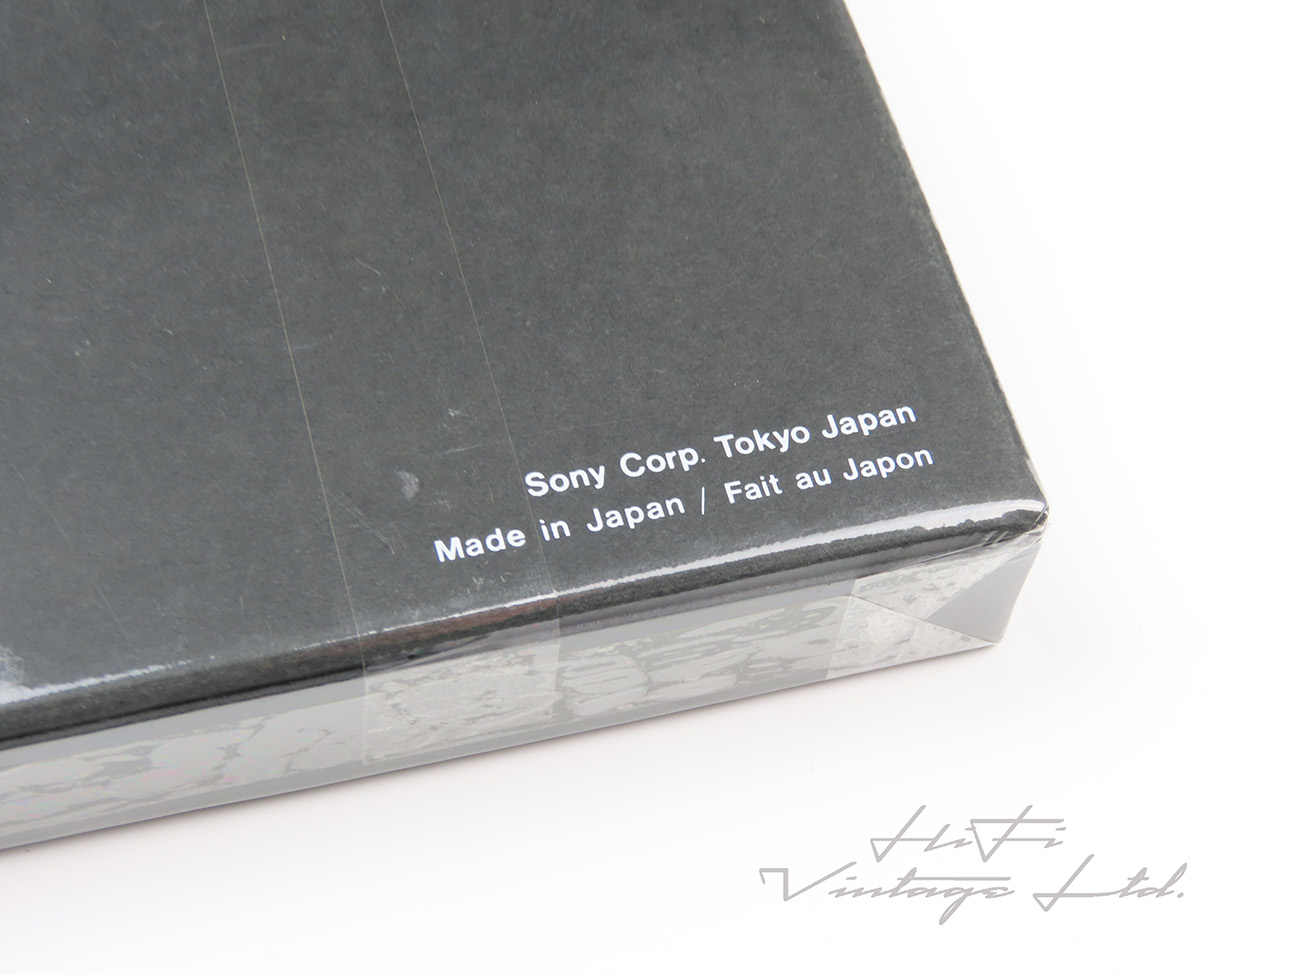 Sony Corp. Tokyo Japan
Made in Japan / Fait au Japon
HiFi
Vintage Ltd.